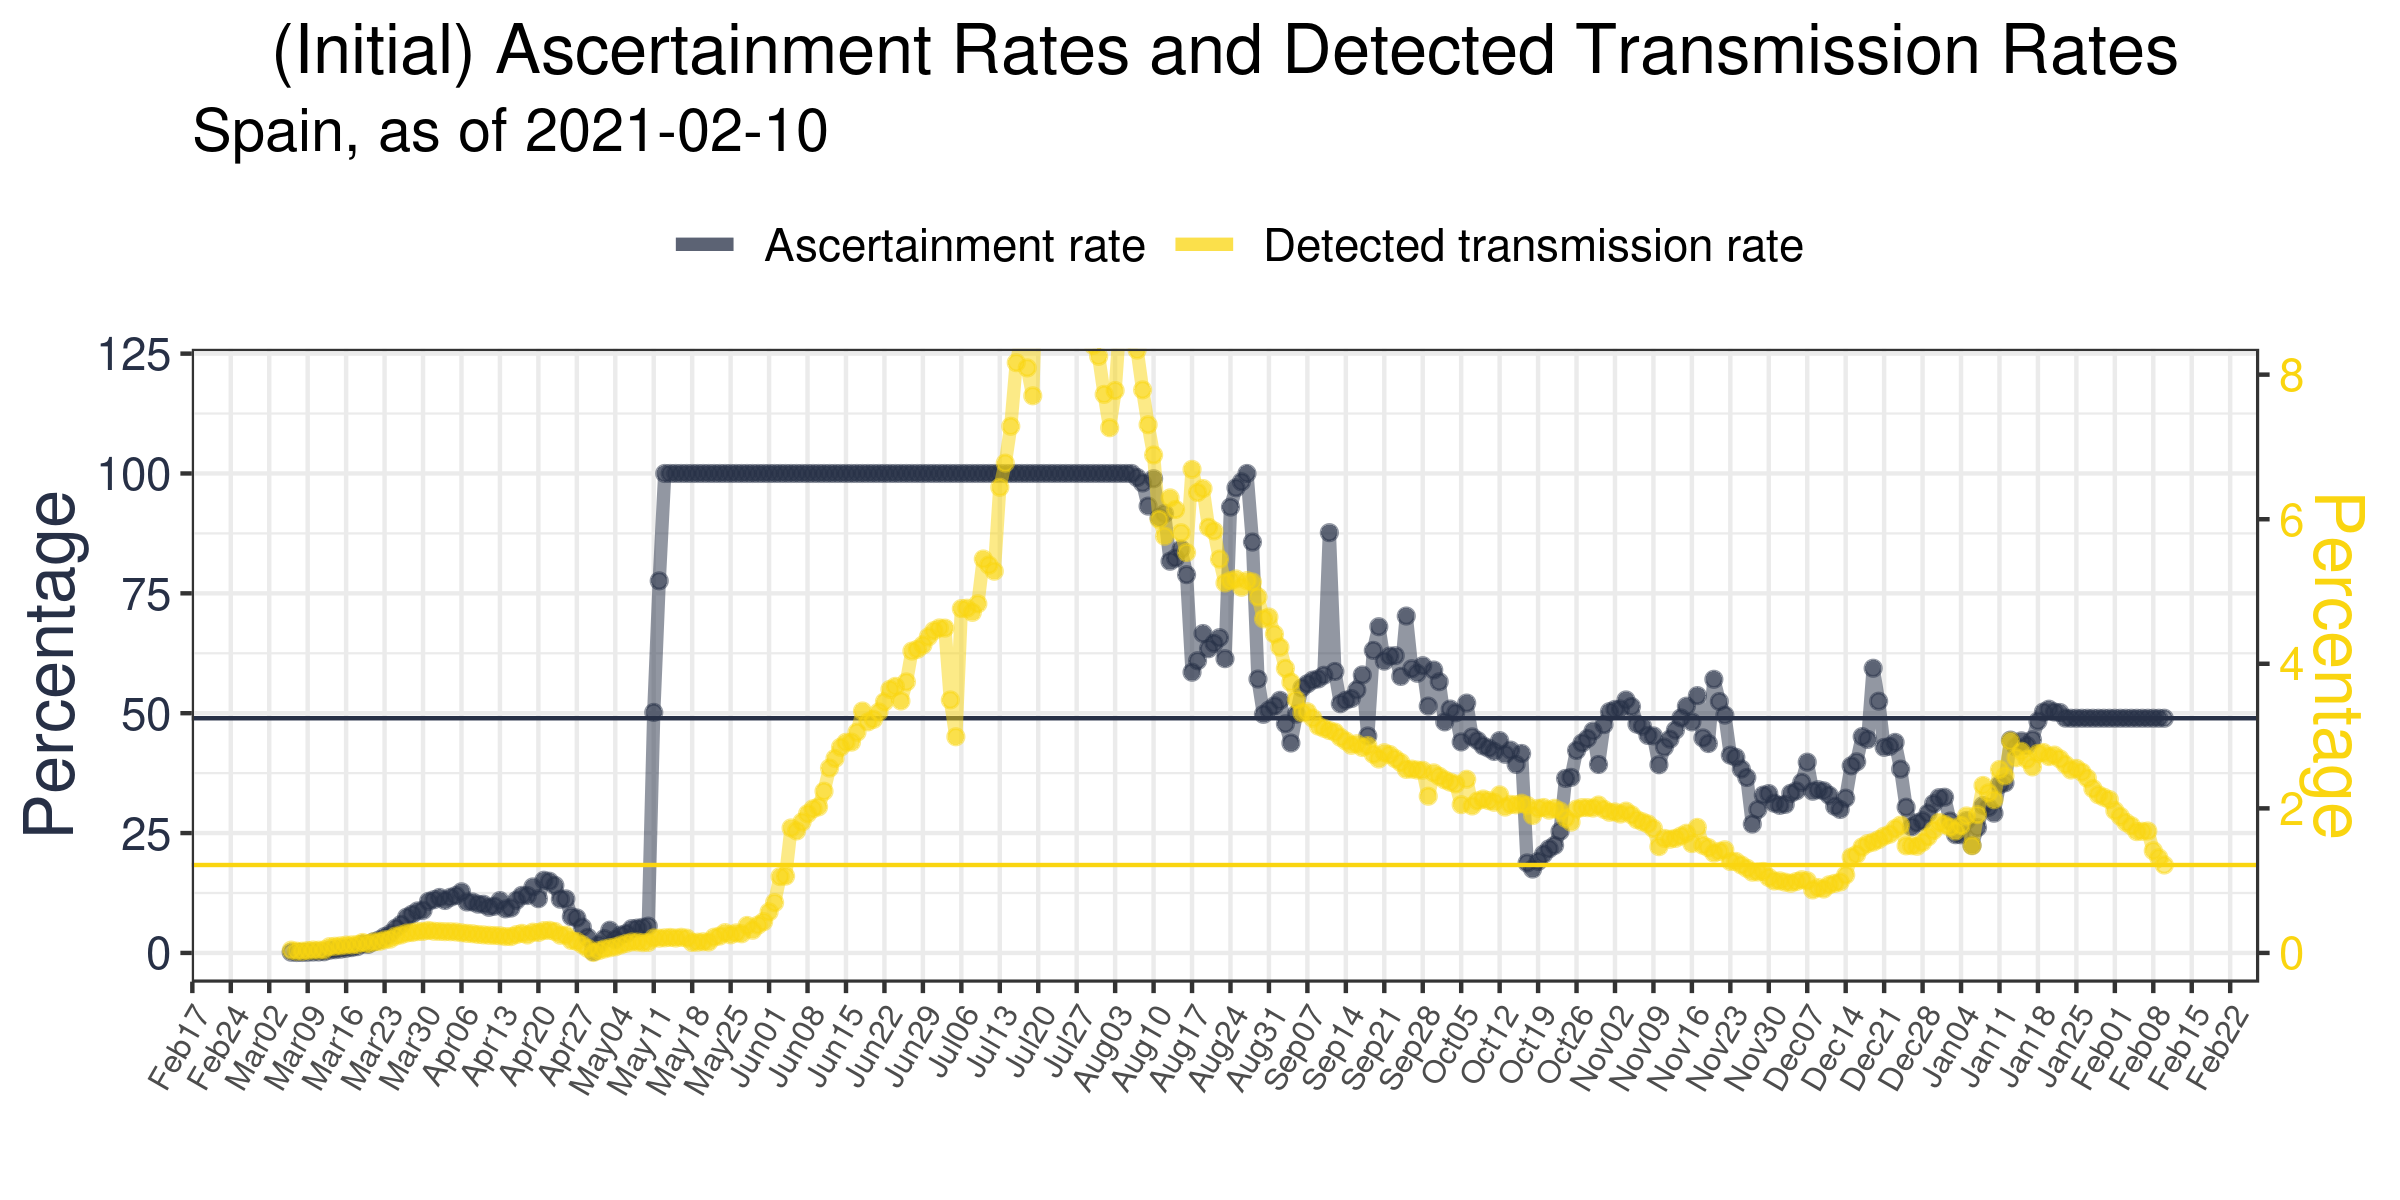 (Initial) Ascertainment Rates and Detected Transmission Rates
Spain, as of 2021-02-10
Ascertainment rate
Detected transmission rate
Percentage
125
100
75
50
25
0
8
6
4
2
0
Percentage
Feb17
Feb24
Mar02
Mar09
Mar16
Mar23
Mar30
Apr06
Apr13
Apr20
Apr27
May04
May11
May18
May25
Jun01
Jun08
Jun15
Jun22
Jun29
Jul06
Jul13
Jul20
Jul27
Aug03
Aug10
Aug17
Aug24
Aug31
Sep07
Sep14
Sep21
Sep28
Oct05
Oct12
Oct19
Oct26
Nov02
Nov09
Nov16
Nov23
Nov30
Dec07
Dec14
Dec21
Dec28
Jan04
Jan11
Jan18
Jan25
Feb01
Feb08
Feb15
Feb22